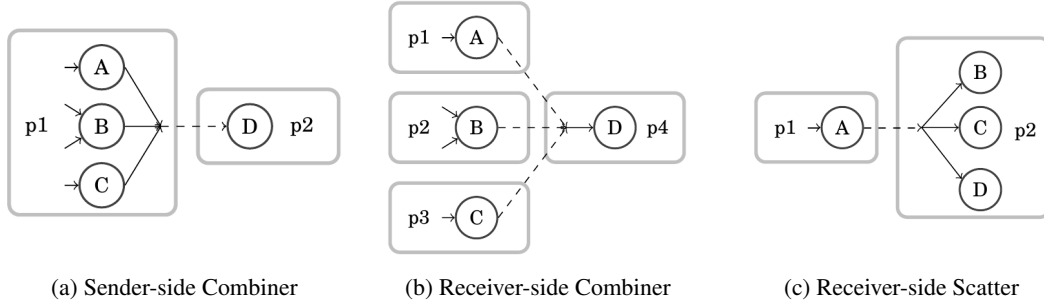 A
p1
B
C
D
p2
(a) Sender-side Combiner
p1
A
p2
B
p3
C
D
p4
(b) Receiver-side Combiner
p1
A
B
C
D
p2
(c) Receiver-side Scatter